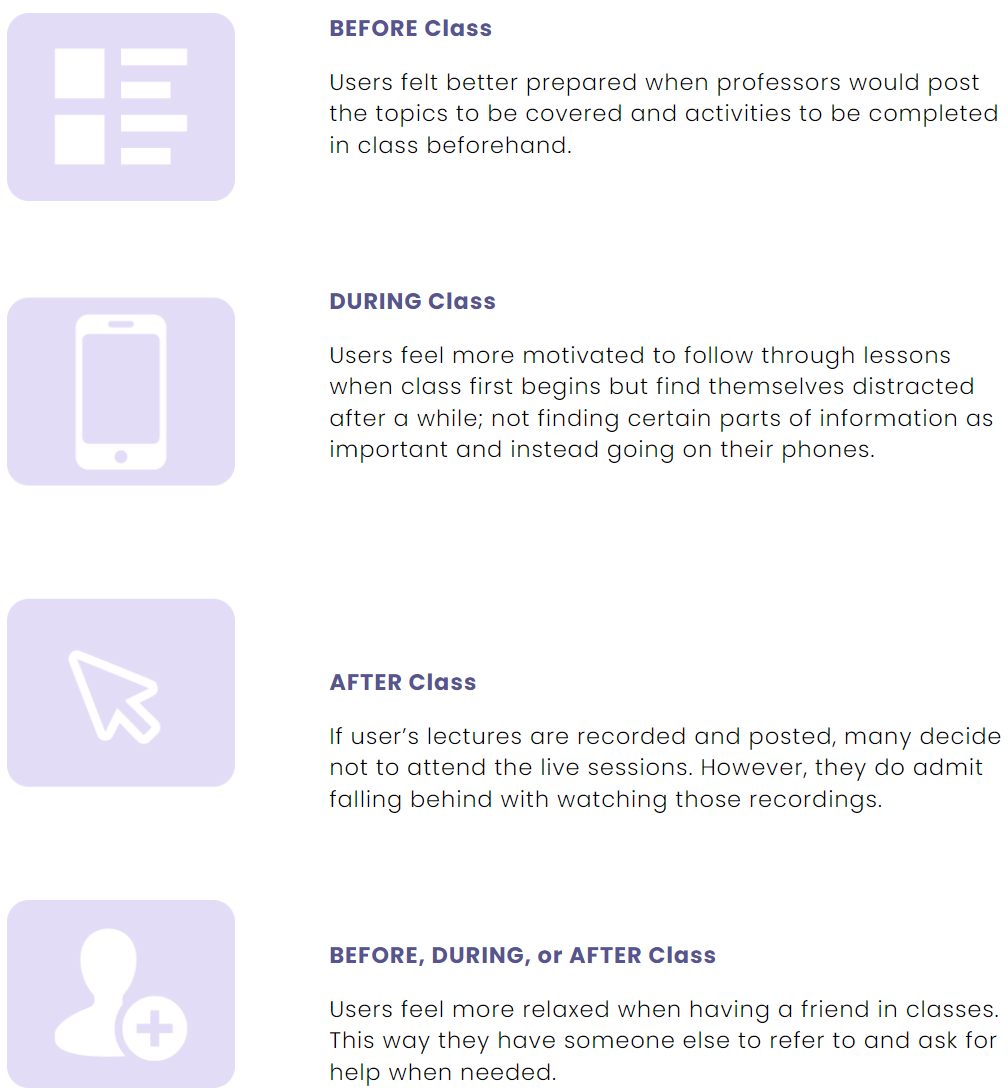 BEFORE Class
Users felt better prepared when professors would post
the topics to be covered and activities to be completed
in class beforehand.
DURING Class
Users feel more motivated to follow through lessons
when class first begins but find themselves distracted
after a while; not finding certain parts of information as
important and instead going on their phones.
AFTER Class
If user’s lectures are recorded and posted, many decide
not to attend the live sessions. However, they do admit
falling behind with watching those recordings.
BEFORE, DURING, or AFTER Class
Users feel more relaxed when having a friend in classes.
This way they have someone else to refer to and ask for
help when needed.